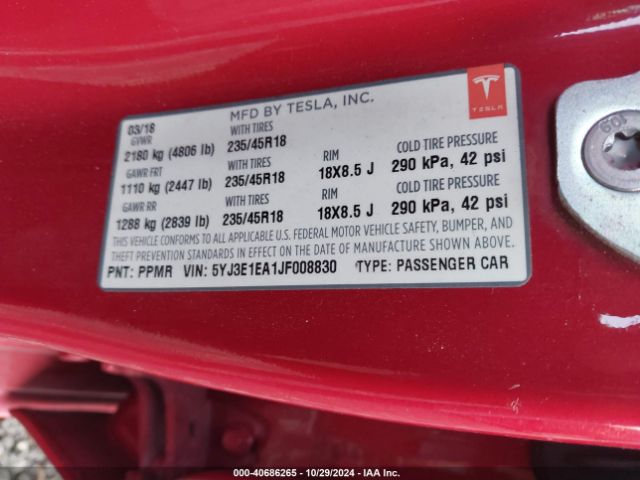 MFD BY TESLA, INC.
TESLA
03/18
GVWR WITH TIRES
2180 kg (4806 lb) 235/45R18
GAWR FRT WITH TIRES RIM COLD TIRE PRESSURE
1110 kg (2447 lb) 235/45R18 18X8.5 J 290 kPa, 42 psi
GAWR RR WITH TIRES RIM COLD TIRE PRESSURE
1288 kg (2839 lb) 235/45R18 18X8.5 J 290 kPa, 42 psi
THIS VEHICLE CONFORMS TO ALL APPLICABLE U.S. FEDERAL MOTOR VEHICLE SAFETY, BUMPER, AND
THEFT PREVENTION STANDARDS IN EFFECT ON THE DATE OF MANUFACTURE SHOWN ABOVE.
PNT: PPMR VIN: 5YJ3E1EA1JF008830 TYPE: PASSENGER CAR
109
000-40686265 - 10/29/2024 - IAA Inc.